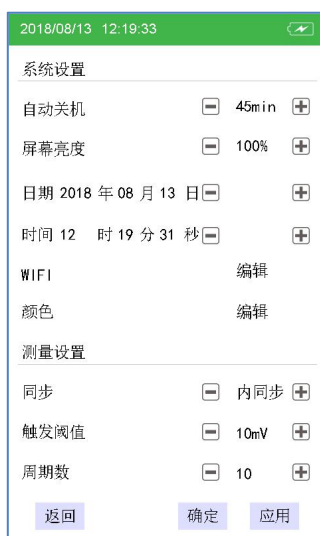 2018/08/13 12:19:33
系统设置
自动关机 45min
屏幕亮度 100%
日期 2018 年 08 月 13 日
时间 12 时 19 分 31 秒
WIFI 编辑
颜色 编辑
测量设置
同步 内同步
触发阈值 10mV
周期数 10
返回 确定 应用